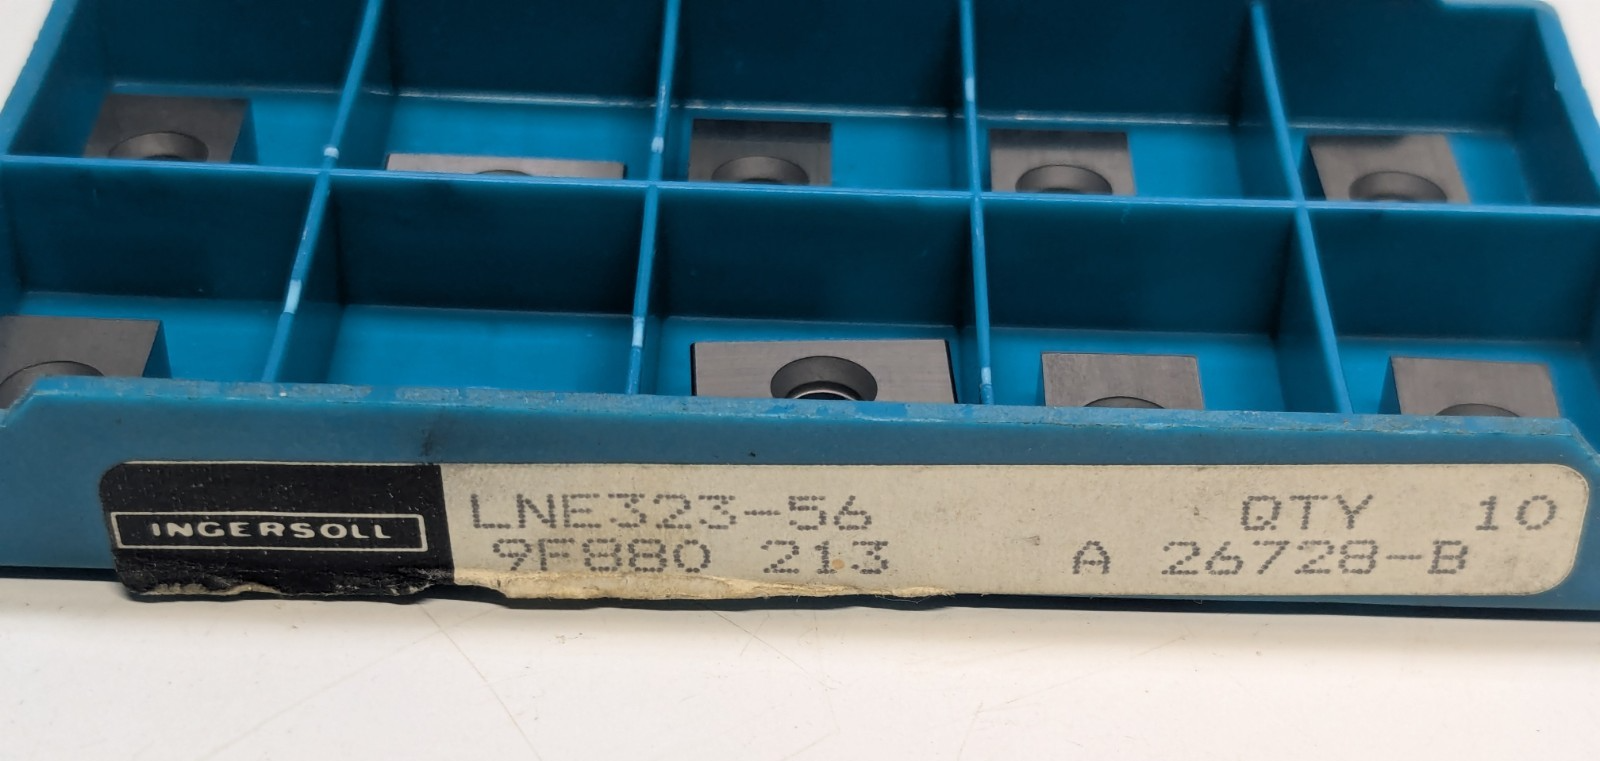 INGERSOLL
LNE323-56 QTY 10
9F880 213 A 26728-B